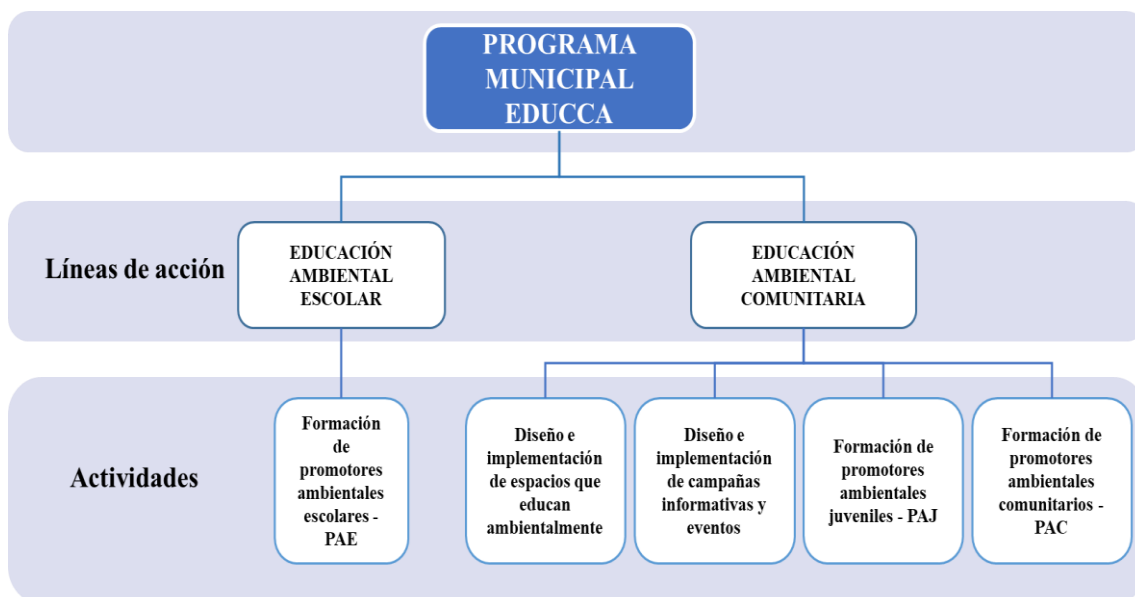 PROGRAMA
MUNICIPAL
EDUCCA
Líneas de acción
EDUCACIÓN
AMBIENTAL
ESCOLAR
EDUCACIÓN
AMBIENTAL
COMUNITARIA
Actividades
Formación
de
promotores
ambientales
escolares -
PAE
Diseño e
implementación
de espacios que
educan
ambientalmente
Diseño e
implementación
de campañas
informativas y
eventos
Formación de
promotores
ambientales
juveniles - PAJ
Formación de
promotores
ambientales
comunitarios -
PAC